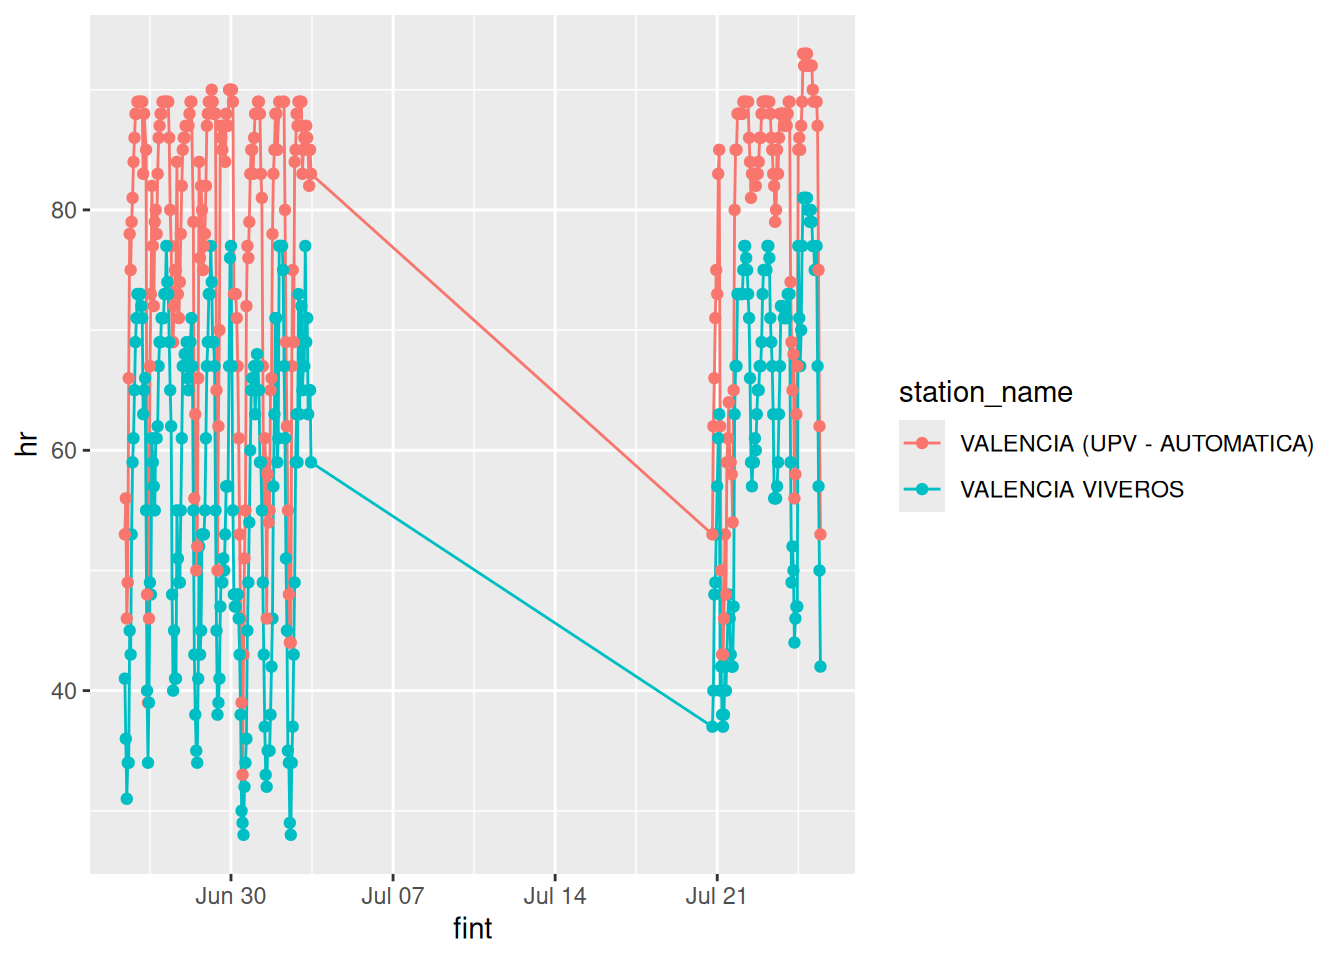 80
60
40
hr
Jun 30
Jul 07
Jul 14
Jul 21
fint
station_name
VALENCIA (UPV - AUTOMATICA)
VALENCIA VIVEROS